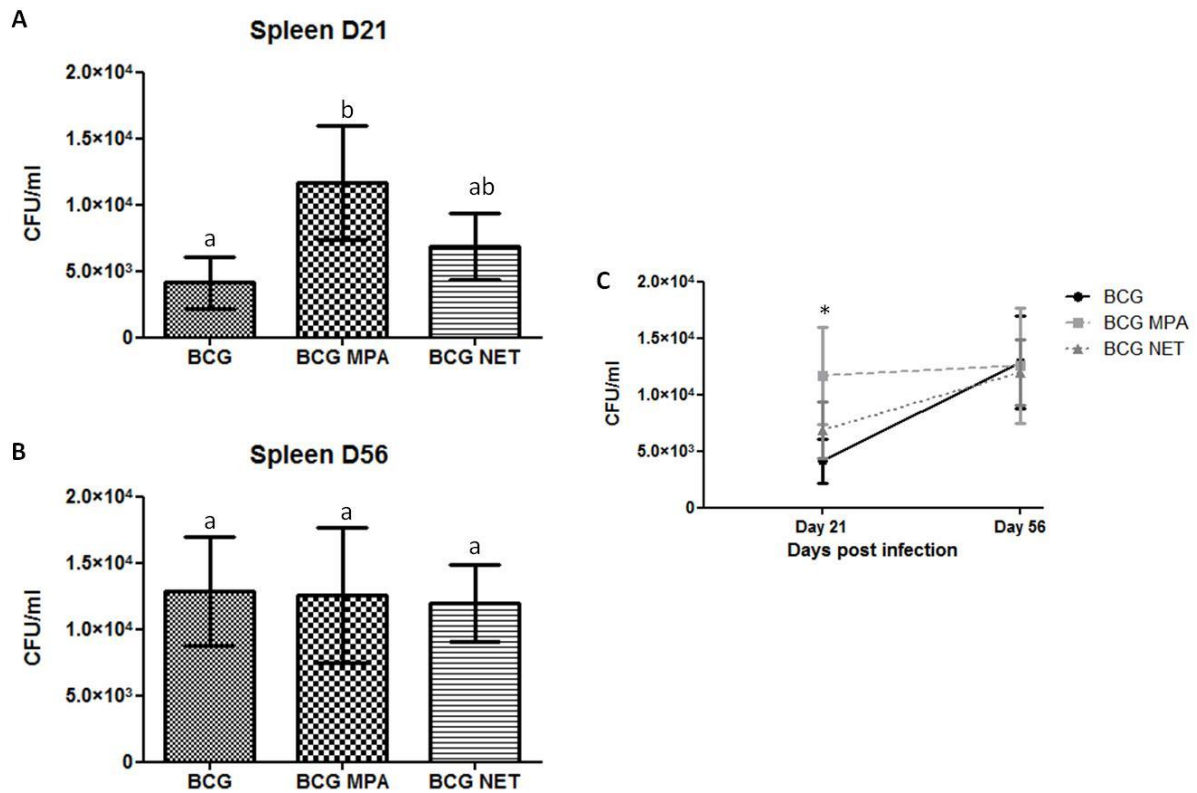 A
Spleen D21
2.0×10⁴
1.5×10⁴
1.0×10⁴
5.0×10³
0
CFU/ml
a
b
ab
BCG
BCG MPA
BCG NET
B
Spleen D56
2.0×10⁴
1.5×10⁴
1.0×10⁴
5.0×10³
0
CFU/ml
a
a
a
BCG
BCG MPA
BCG NET
C
2.0×10⁴
1.5×10⁴
1.0×10⁴
5.0×10³
0
CFU/ml
*
Day 21
Day 56
Days post infection
BCG
BCG MPA
BCG NET